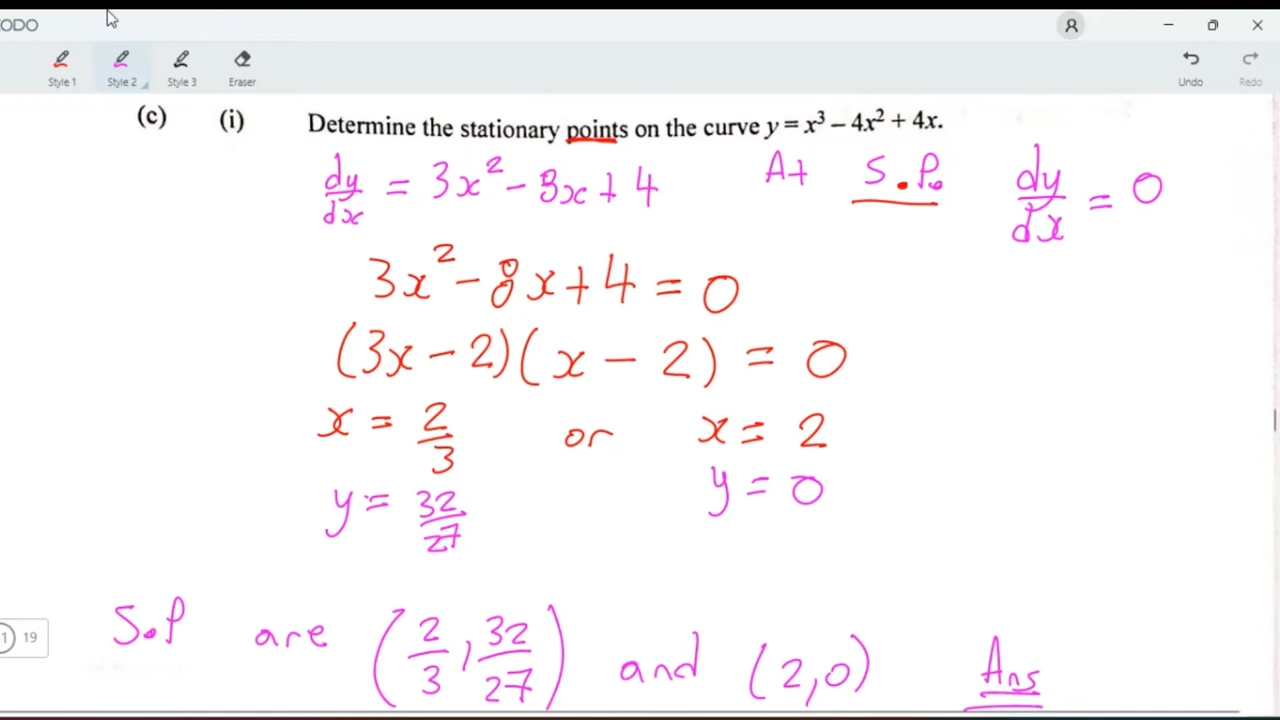 ODO
Style 1 Style 2 Style 3 Eraser Undo Redo
(c) (i) Determine the stationary points on the curve y = x³ – 4x² + 4x.
dy/dx = 3x² - 8x + 4 At S.P. dy/dx = 0
3x² - 8x + 4 = 0
(3x - 2)(x - 2) = 0
x = 2/3 or x = 2
y = 32/27 y = 0
S.P are (2/3, 32/27) and (2,0) Ans
1 19